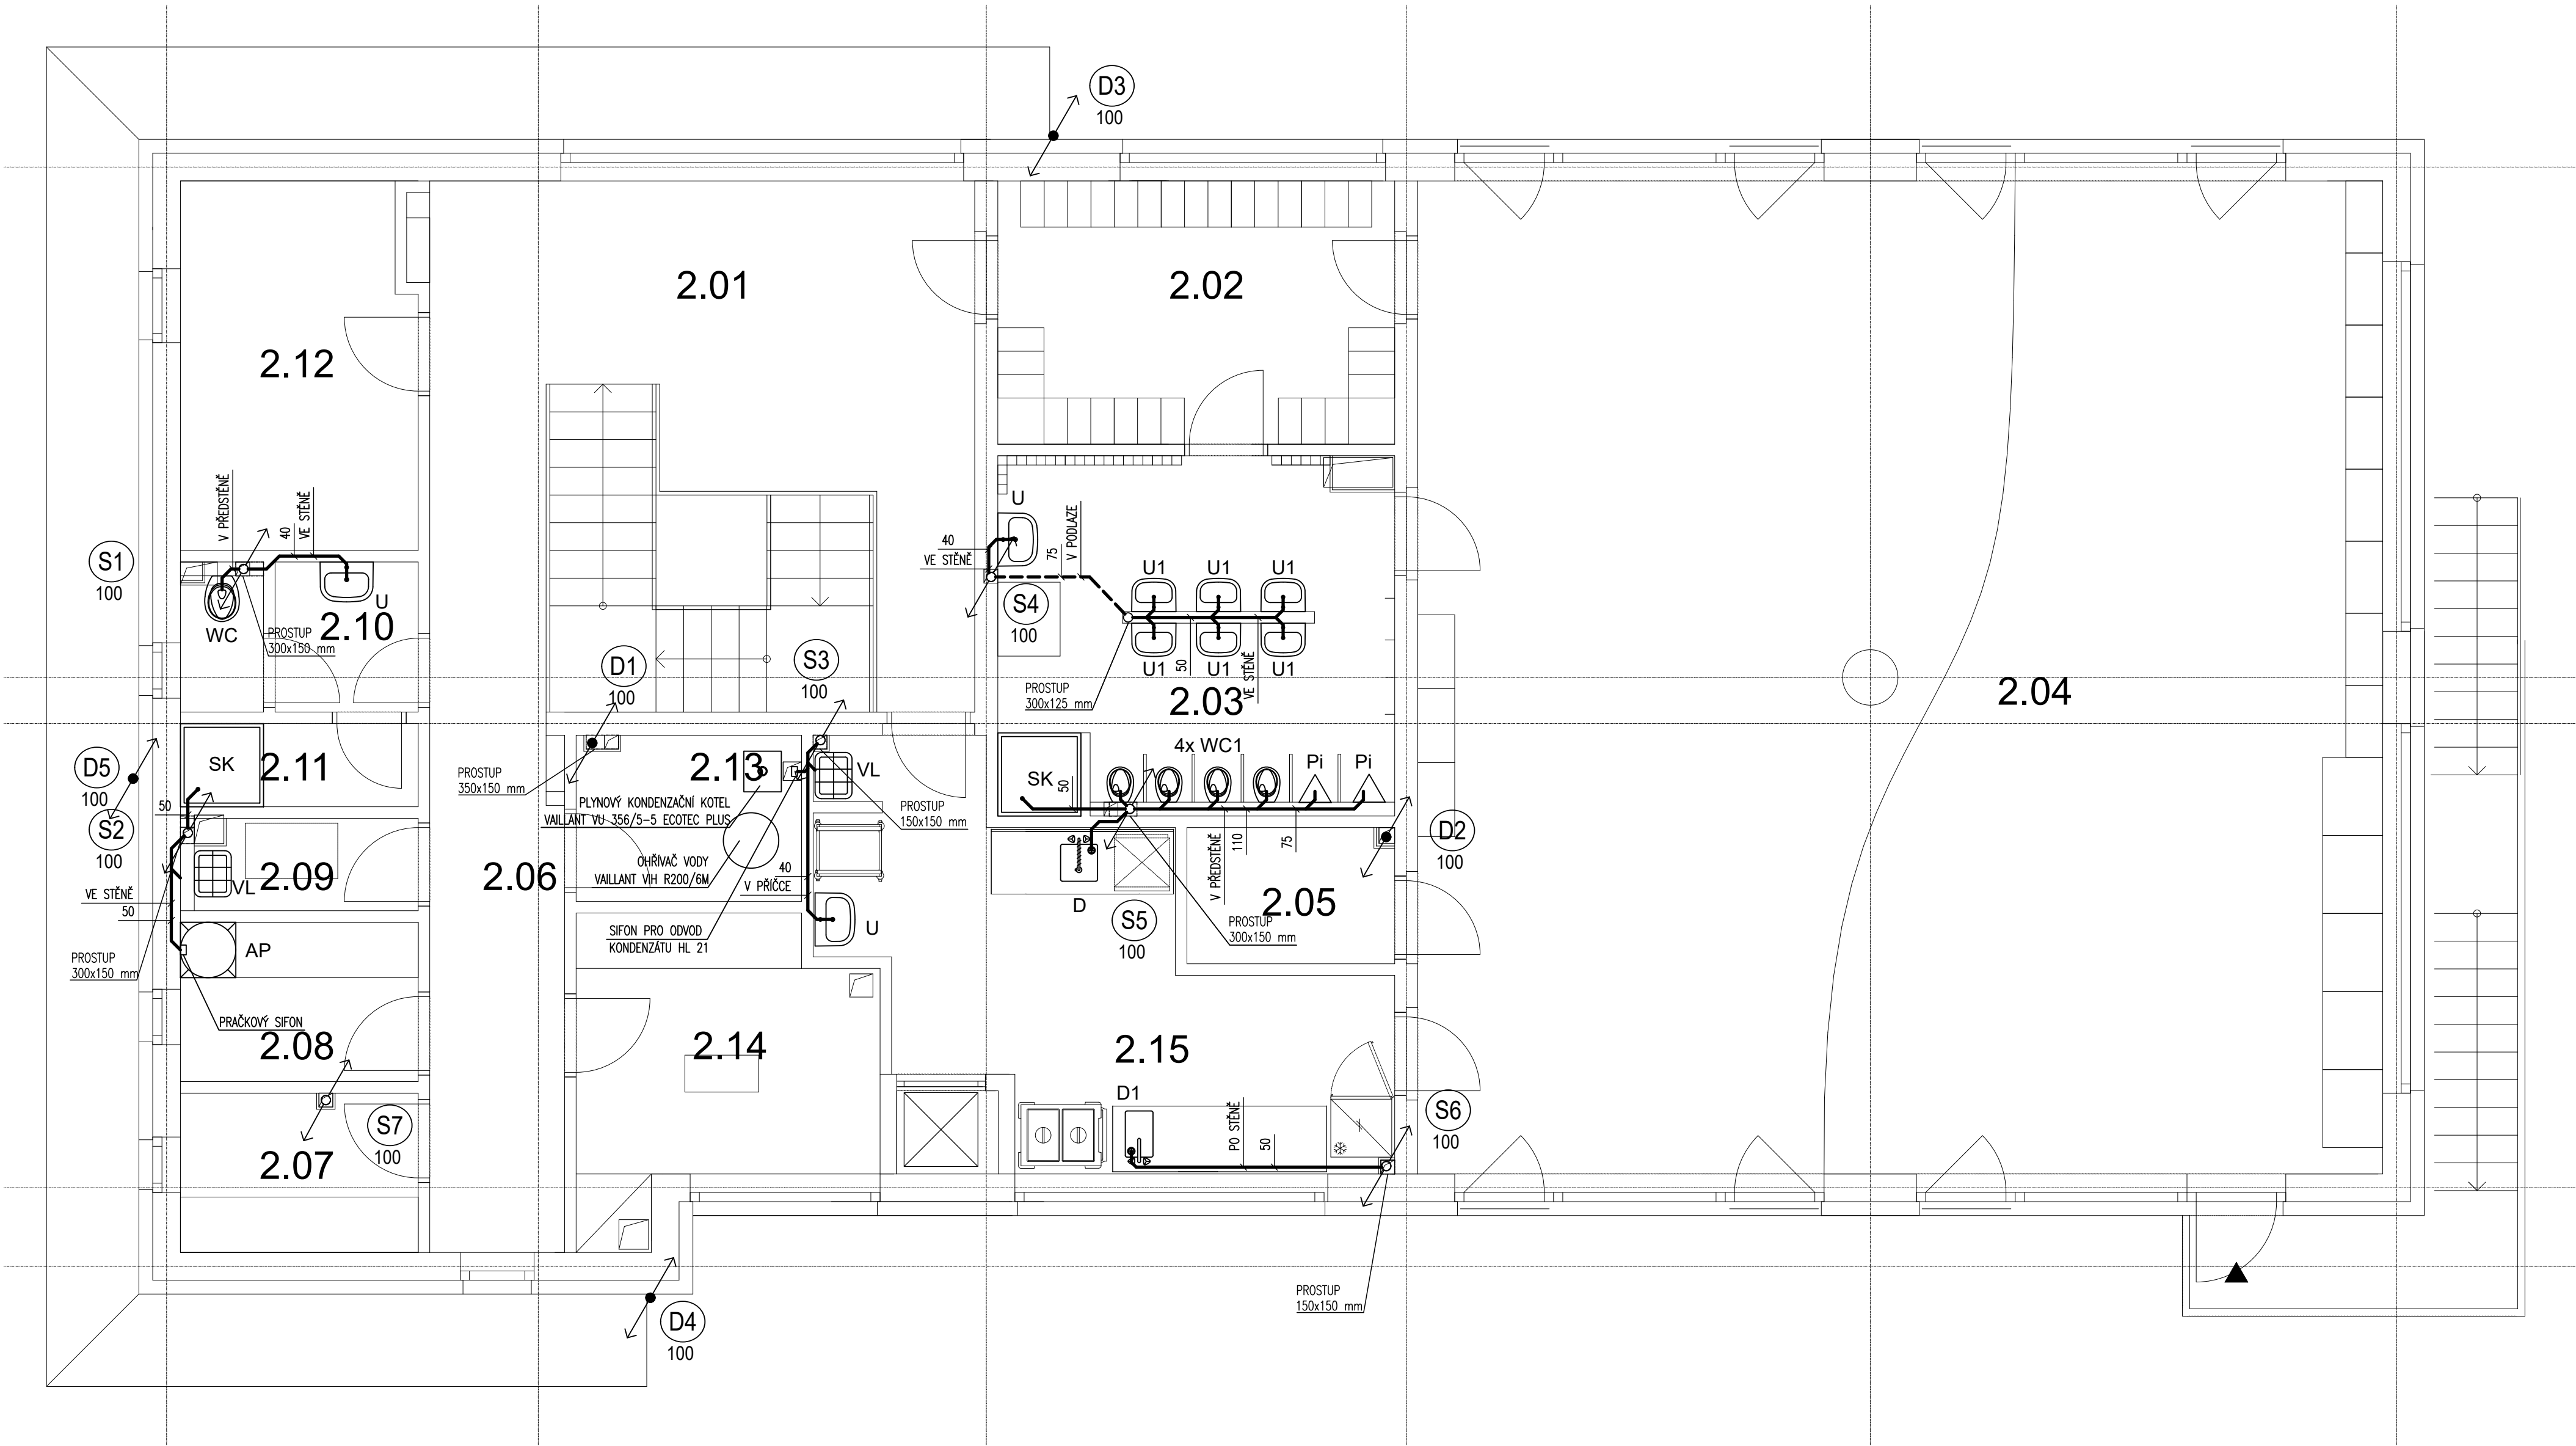 D3
100
2.01
2.02
2.12
V PŘEDSTĚNĚ
40
VE STĚNĚ
U
40
VE STĚNĚ
75
V PODLAZE
S1
100
WC
U
2.10
PROSTUP
300x150 mm
S4
100
U1
U1
U1
U1
U1
U1
50
VE STĚNĚ
PROSTUP
300x125 mm
2.03
2.04
D1
100
S3
100
D5
100
S2
100
50
SK
2.11
PROSTUP
350x150 mm
2.13
PLYNOVÝ KONDENZAČNÍ KOTEL
VAILLANT VU 356/5-5 ECOTEC PLUS
VL
PROSTUP
150x150 mm
SK
50
4x WC1
Pi
Pi
V PŘEDSTĚNĚ
110
75
D2
100
VL
2.09
VE STĚNĚ
50
2.06
OHŘÍVAČ VODY
VAILLANT VIH R200/6M
40
V PŘÍČCE
U
SIFON PRO ODVOD
KONDENZÁTU HL 21
D
S5
100
2.05
PROSTUP
300x150 mm
PROSTUP
300x150 mm
AP
PRAČKOVÝ SIFON
2.08
2.14
2.15
D1
PO STĚNĚ
50
S6
100
S7
100
2.07
PROSTUP
150x150 mm
D4
100